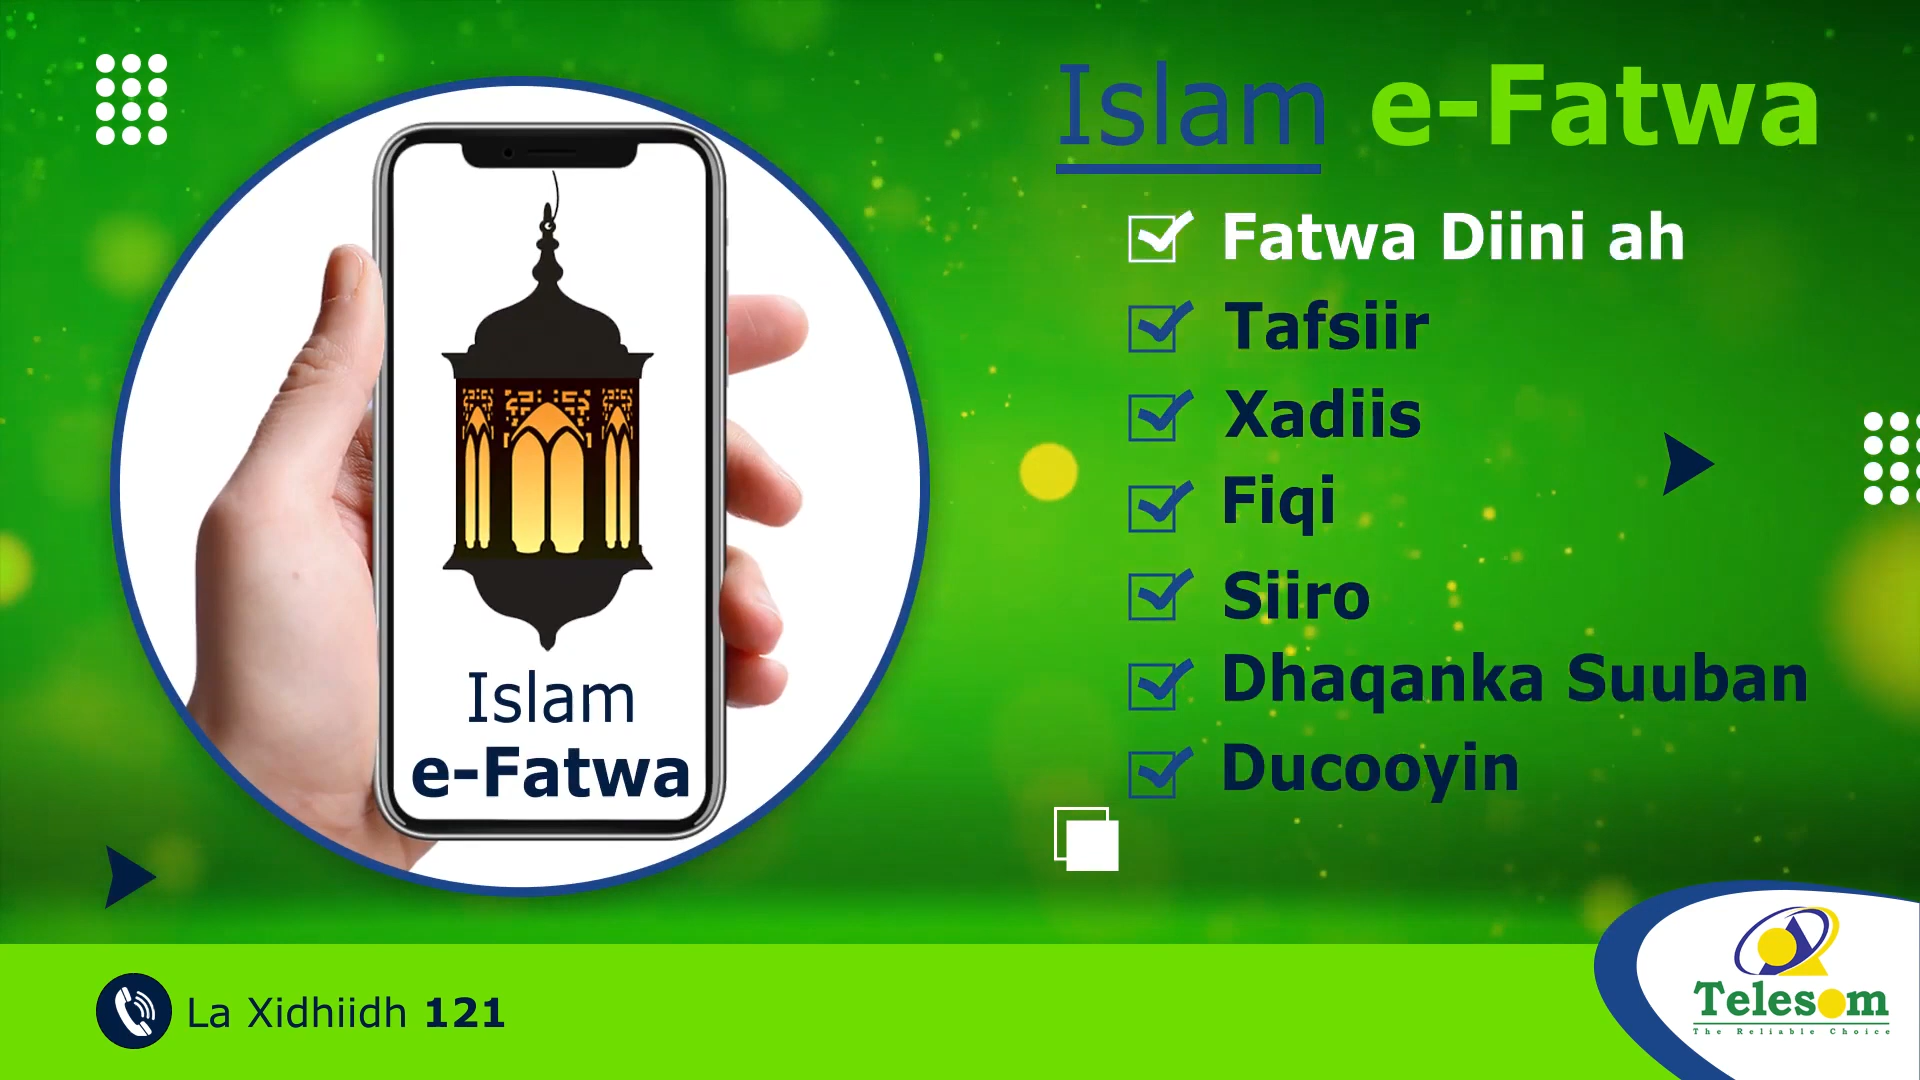 Islam e-Fatwa
Fatwa Diini ah
Tafsiir
Xadiis
Fiqi
Siiro
Dhaqanka Suuban
Ducooyin
Islam
e-Fatwa
La Xidhiidh 121
Telesom
The Reliable Choice